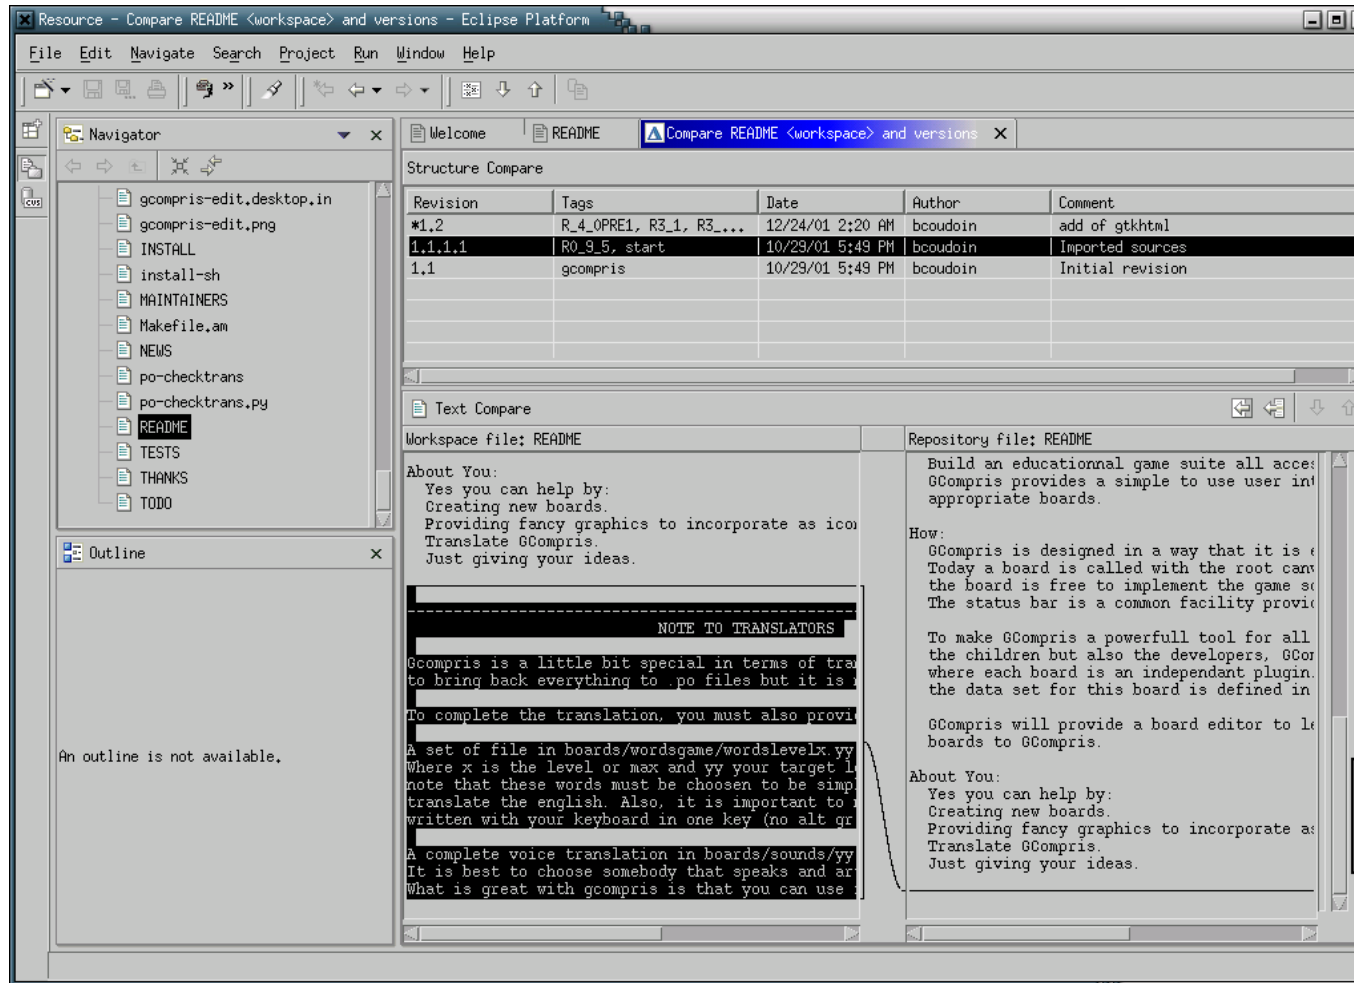 Resource - Compare README <workspace> and versions - Eclipse Platform
File Edit Navigate Search Project Run Window Help
Navigator
gcompris-edit.desktop.in
gcompris-edit.png
INSTALL
install-sh
MAINTAINERS
Makefile.am
NEWS
po-checktrans
po-checktrans.py
README
TESTS
THANKS
TODO
cvs
Outline
An outline is not available.
Welcome README Compare README <workspace> and versions
Structure Compare
Revision Tags Date Author Comment
*1.2 R_4_0PRE1, R3_1, R3_... 12/24/01 2:20 AM bcoudoin add of gtkhtml
1.1.1.1 R0_9_5, start 10/29/01 5:49 PM bcoudoin Imported sources
1.1 gcompris 10/29/01 5:49 PM bcoudoin Initial revision
Text Compare
Workspace file: README
About You:
Yes you can help by:
Creating new boards.
Providing fancy graphics to incorporate as
Translate GCompris.
Just giving your ideas.
--------------------------------------------------
NOTE TO TRANSLATORS
Gcompris is a little bit special in terms of
to bring back everything to .po files but it is
To complete the translation, you must also
A set of file in boards/wordsgame/wordslevelx.yy
Where x is the level or max and yy your target
note that these words must be choosen to be
translate the english. Also, it is important to
written with your keyboard in one key (no alt gr
A complete voice translation in boards/sounds/yy
It is best to choose somebody that speaks and
What is great with gcompris is that you can use
Repository file: README
Build an educationnal game suite all
GCompris provides a simple to use user
appropriate boards.
How:
GCompris is designed in a way that it is
Today a board is called with the root
the board is free to implement the game
The status bar is a common facility
To make GCompris a powerfull tool for all
the children but also the developers,
where each board is an independant plugin.
the data set for this board is defined in
GCompris will provide a board editor to
boards to GCompris.
About You:
Yes you can help by:
Creating new boards.
Providing fancy graphics to incorporate as
Translate GCompris.
Just giving your ideas.